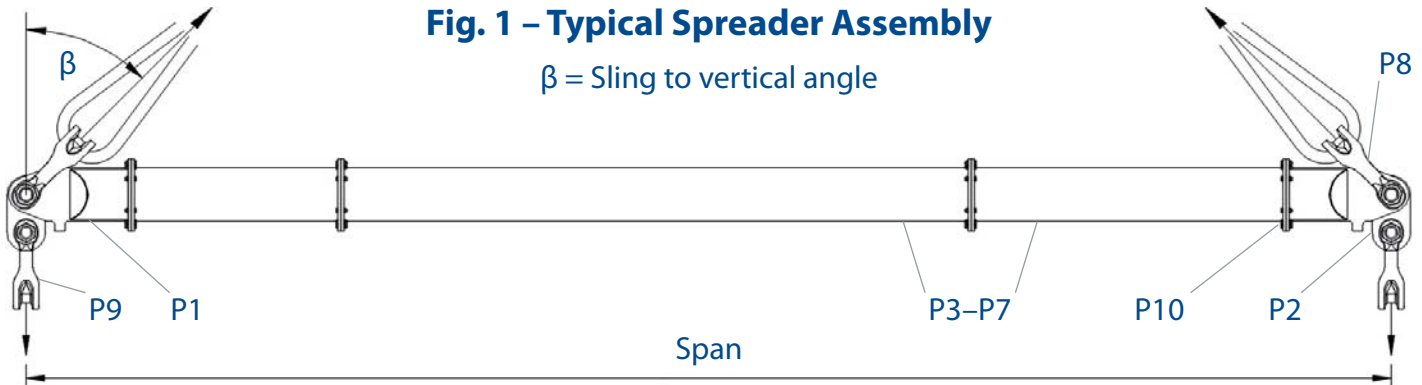 Fig. 1 – Typical Spreader Assembly
β
β = Sling to vertical angle
P8
P9
P1
P3–P7
P10
P2
Span